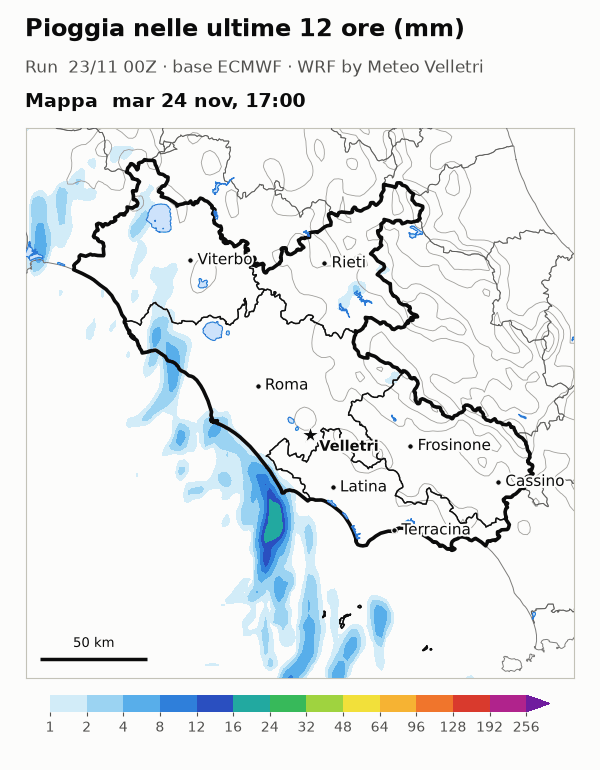 Pioggia nelle ultime 12 ore (mm)
Run 23/11 00Z · base ECMWF · WRF by Meteo Velletri
Mappa mar 24 nov, 17:00
Viterbo
Rieti
Roma
Velletri
Frosinone
Latina
Cassino
Terracina
50 km
1 2 4 8 12 16 24 32 48 64 96 128 192 256